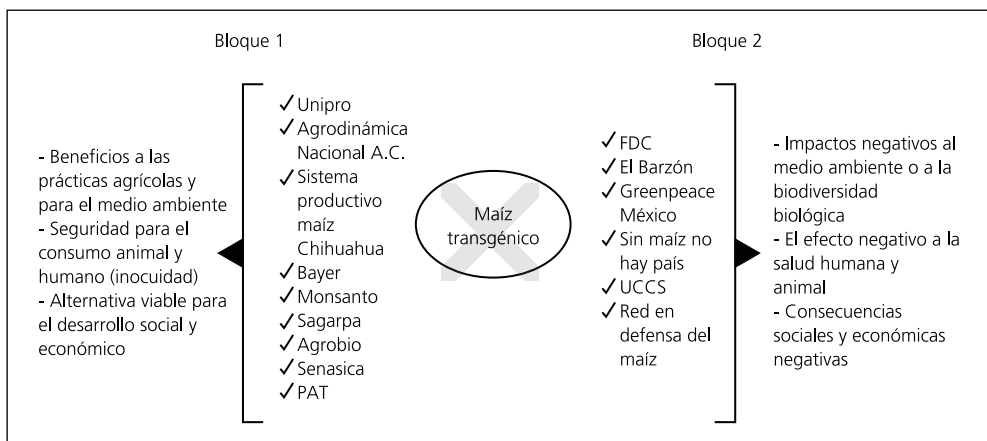 Bloque 1
- Beneficios a las
prácticas agrícolas y
para el medio ambiente
- Seguridad para el
consumo animal y
humano (inocuidad)
- Alternativa viable para
el desarrollo social y
económico
✓ Unipro
✓ Agrodinámica
Nacional A.C.
✓ Sistema
productivo
maíz
Chihuahua
✓ Bayer
✓ Monsanto
✓ Sagarpa
✓ Agrobio
✓ Senasica
✓ PAT
Maíz
transgénico
Bloque 2
✓ FDC
✓ El Barzón
✓ Greenpeace
México
✓ Sin maíz no
hay país
✓ UCCS
✓ Red en
defensa del
maíz
- Impactos negativos al
medio ambiente o a la
biodiversidad
biológica
- El efecto negativo a la
salud humana y
animal
- Consecuencias
sociales y económicas
negativas